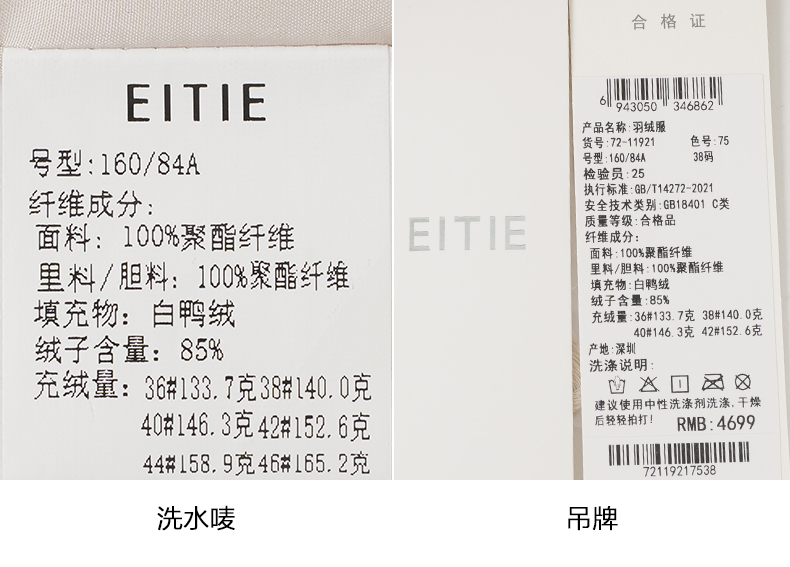 EITIE
号型:160/84A
纤维成分:
面料: 100%聚酯纤维
里料/胆料: 100%聚酯纤维
填充物: 白鸭绒
绒子含量: 85%
充绒量: 36#133.7克38#140.0克
40#146.3克42#152.6克
44#158.9克46#165.2克
洗水唛
EITIE
合格证
6 943050 346862
产品名称:羽绒服
货号:72-11921 色号:75
号型:160/84A 38码
检验员:25
执行标准:GB/T14272-2021
安全技术类别:GB18401 C类
质量等级:合格品
纤维成分:
面料:100%聚酯纤维
里料/胆料:100%聚酯纤维
填充物:白鸭绒
绒子含量:85%
充绒量:36#133.7克 38#140.0克
40#146.3克 42#152.6克
产地:深圳
洗涤说明:
建议使用中性洗涤剂洗涤,干燥
后轻轻拍打! RMB:4699
72119217538
吊牌